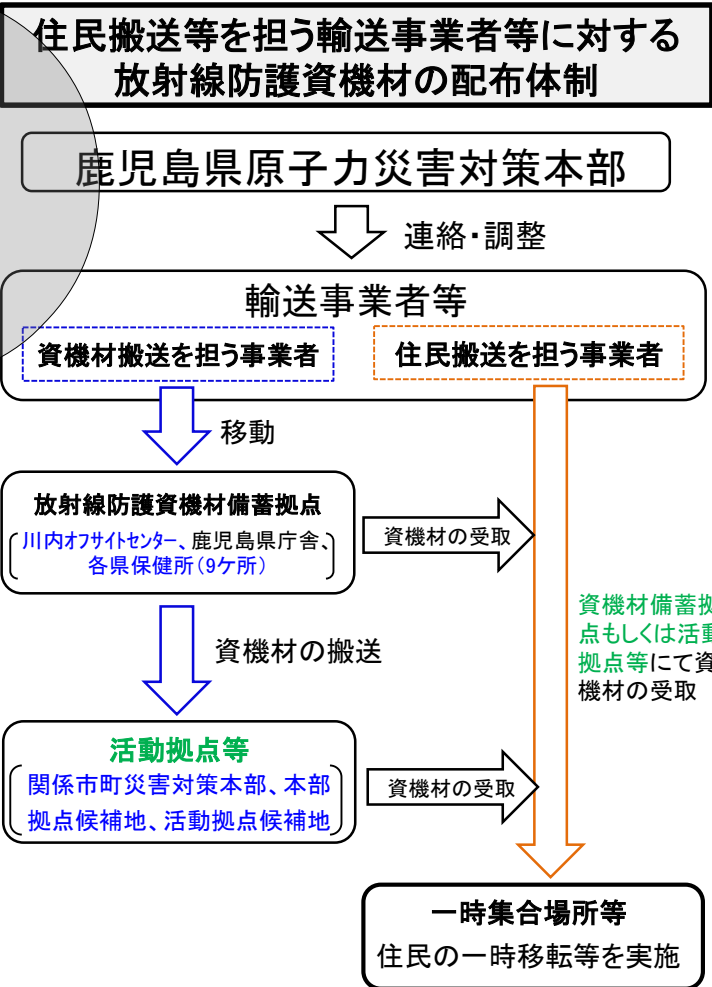 住民搬送等を担う輸送事業者等に対する
放射線防護資機材の配布体制
鹿児島県原子力災害対策本部
連絡・調整
輸送事業者等
資機材搬送を担う事業者
住民搬送を担う事業者
移動
放射線防護資機材備蓄拠点
川内オフサイトセンター、鹿児島県庁舎、
各県保健所(9ケ所)
資機材の受取
資機材備蓄拠
点もしくは活動
拠点等にて資
機材の受取
資機材の搬送
活動拠点等
関係市町災害対策本部、本部
拠点候補地、活動拠点候補地
資機材の受取
一時集合場所等
住民の一時移転等を実施